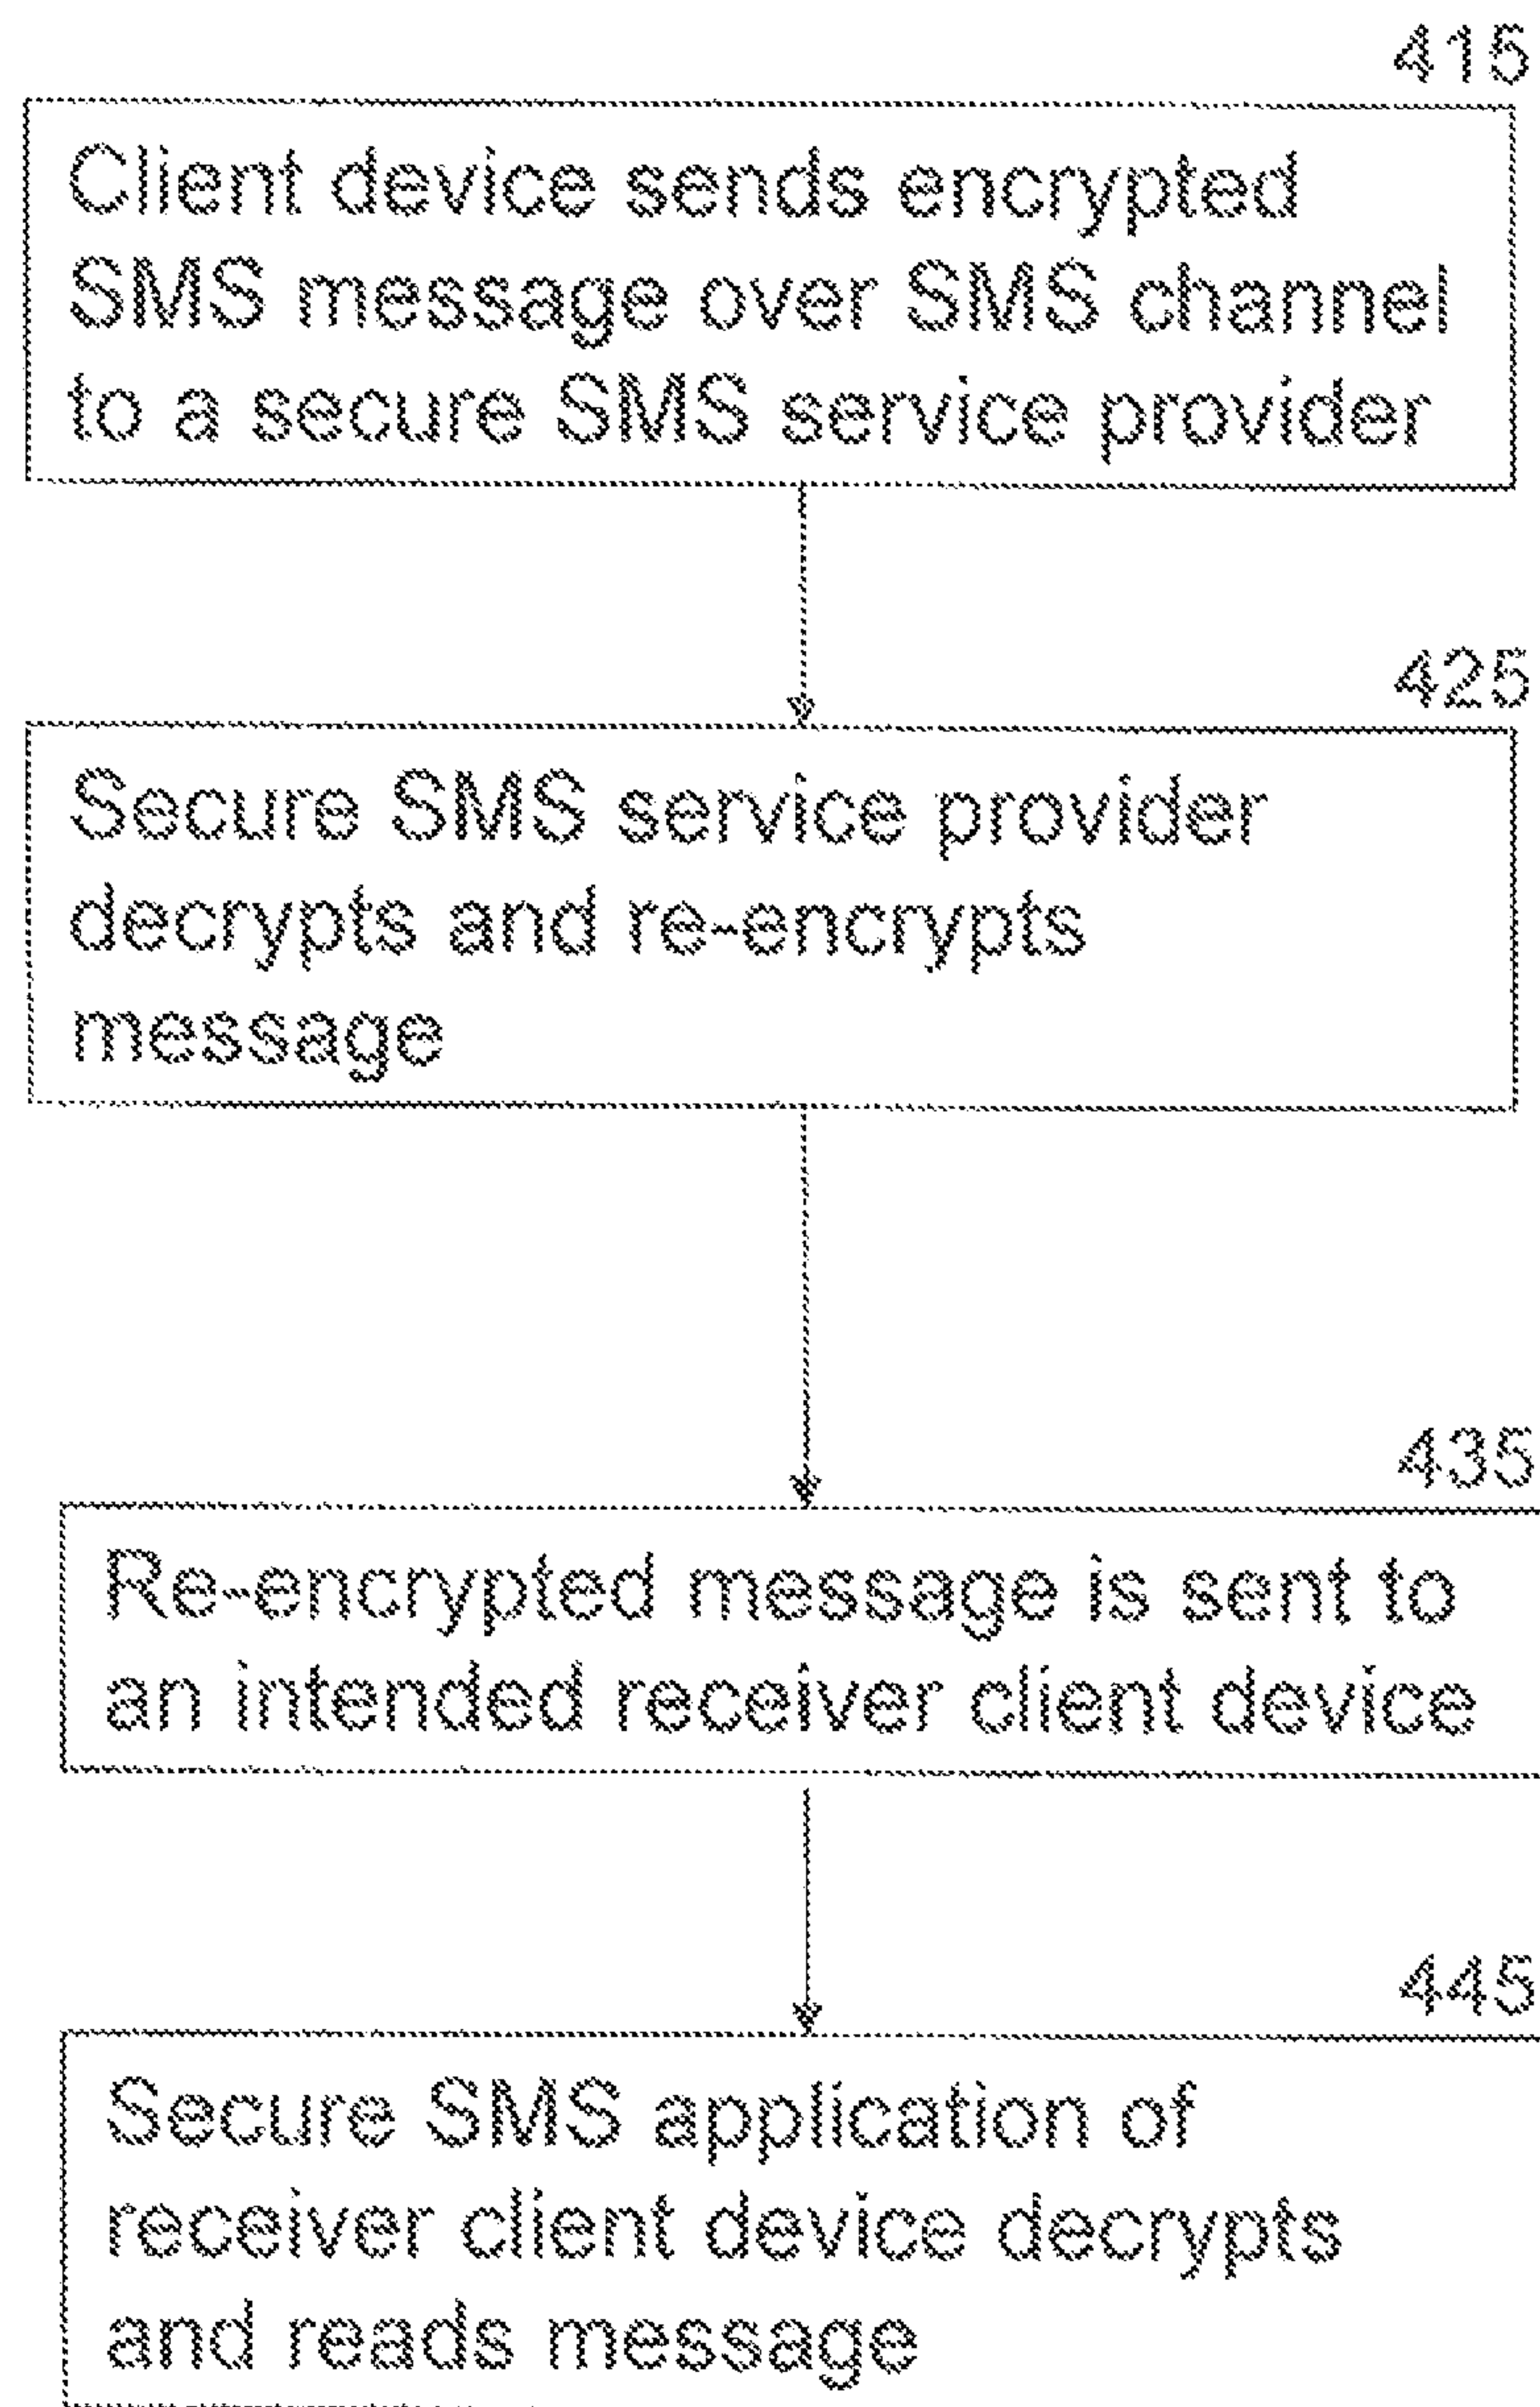 415
Client device sends encrypted
SMS message over SMS channel
to a secure SMS service provider
425
Secure SMS service provider
decrypts and re-encrypts
message
435
Re-encrypted message is sent to
an intended receiver client device
445
Secure SMS application of
receiver client device decrypts
and reads message